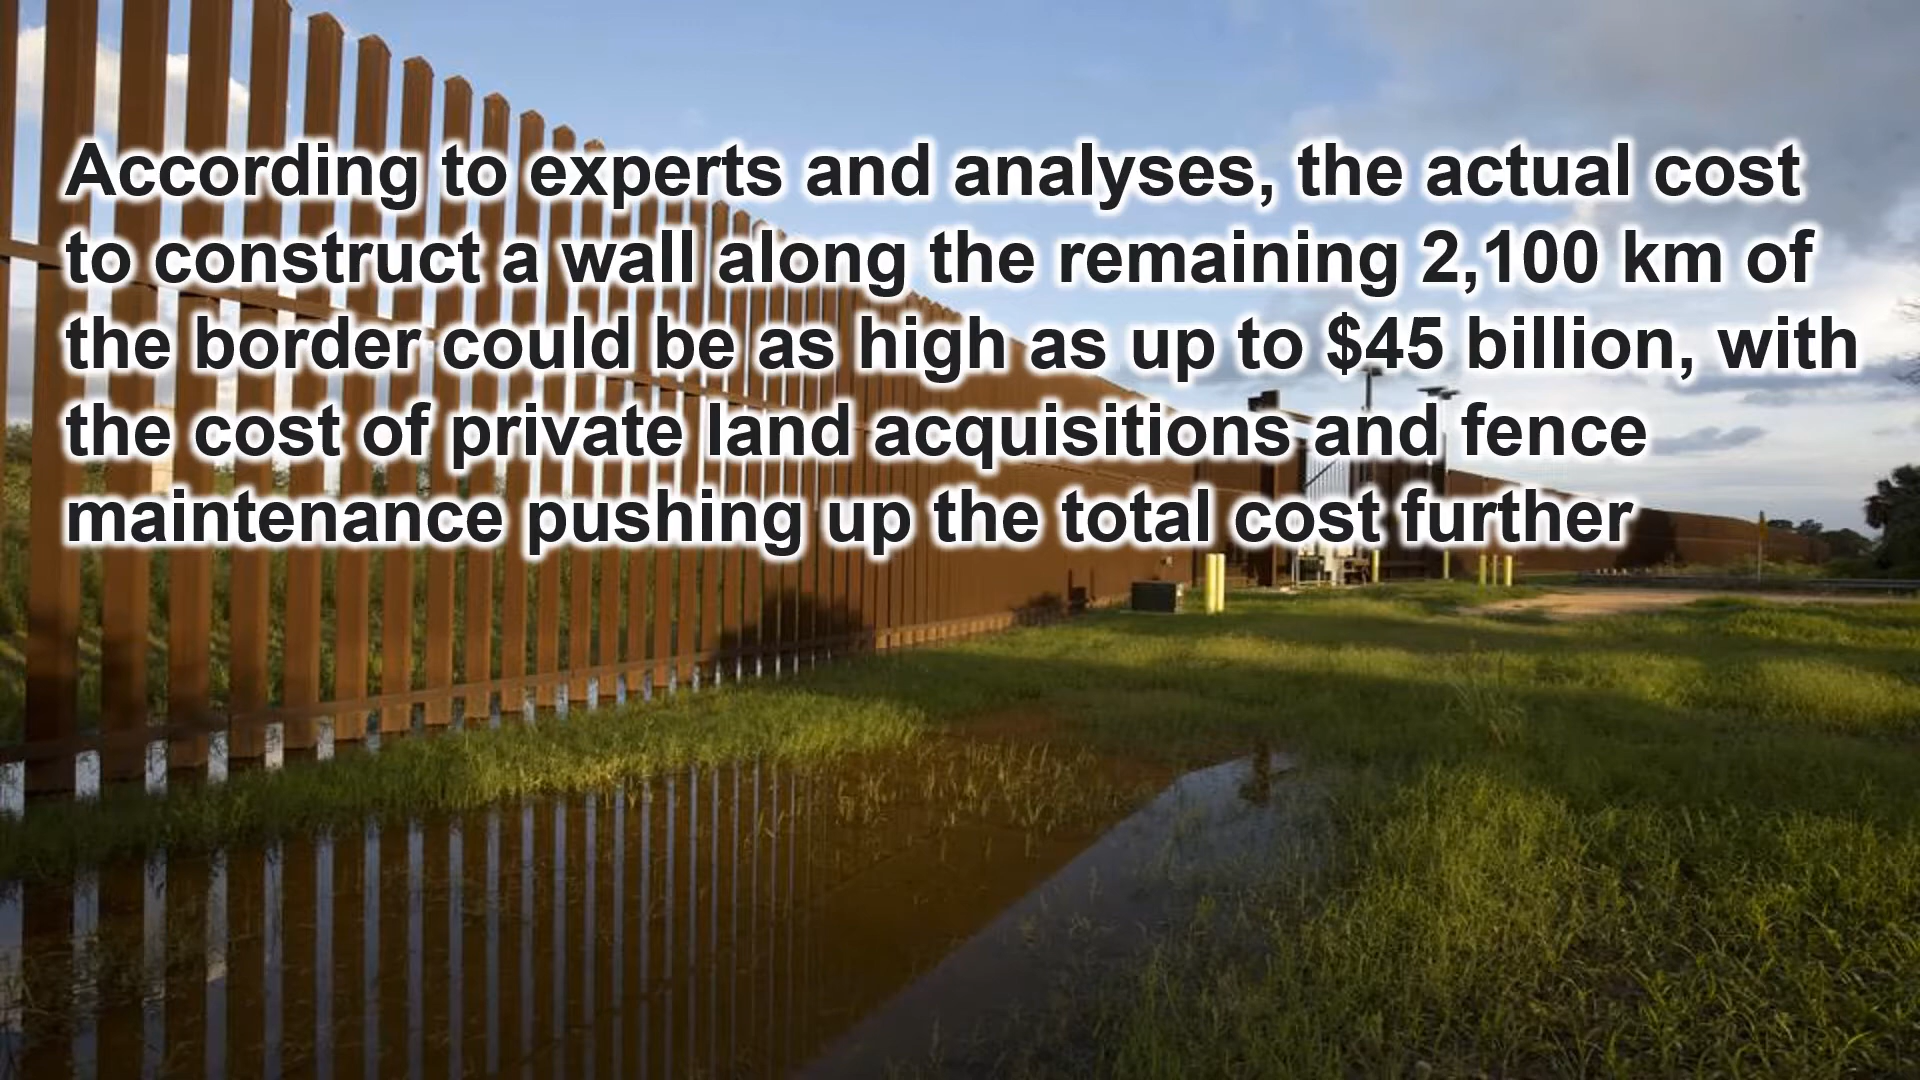 According to experts and analyses, the actual cost
to construct a wall along the remaining 2,100 km of
the border could be as high as up to $45 billion, with
the cost of private land acquisitions and fence
maintenance pushing up the total cost further